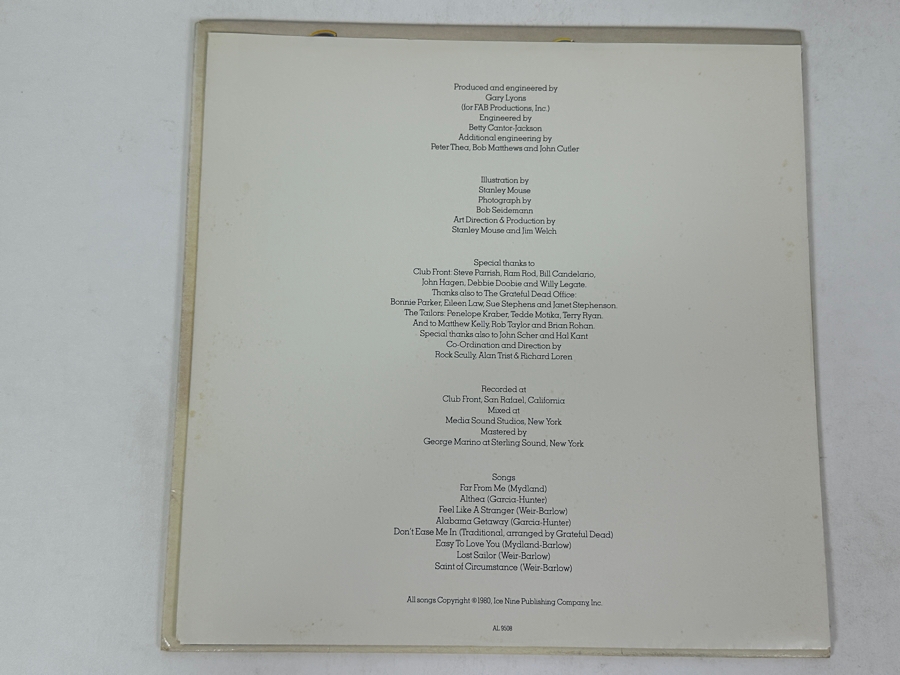 Produced and engineered by
Gary Lyons
(for FAB Productions, Inc.)
Engineered by
Betty Cantor-Jackson
Additional engineering by
Peter Thea, Bob Matthews and John Cutler
Illustration by
Stanley Mouse
Photograph by
Bob Seidemann
Art Direction & Production by
Stanley Mouse and Jim Welch
Special thanks to
Club Front: Steve Parrish, Ram Rod, Bill Candelario,
John Hagen, Debbie Doobie and Willy Legate.
Thanks also to The Grateful Dead Office:
Bonnie Parker, Eileen Law, Sue Stephens and Janet Stephenson.
The Tailors: Penelope Kraber, Tedde Motika, Terry Ryan.
And to Matthew Kelly, Rob Taylor and Brian Rohan.
Special thanks also to John Scher and Hal Kant
Co-Ordination and Direction by
Rock Scully, Alan Trist & Richard Loren
Recorded at
Club Front, San Rafael, California
Mixed at
Media Sound Studios, New York
Mastered by
George Marino at Sterling Sound, New York
Songs
Far From Me (Mydland)
Althea (Garcia-Hunter)
Feel Like A Stranger (Weir-Barlow)
Alabama Getaway (Garcia-Hunter)
Don't Ease Me In (Traditional, arranged by Grateful Dead)
Easy To Love You (Mydland-Barlow)
Lost Sailor (Weir-Barlow)
Saint of Circumstance (Weir-Barlow)
All songs Copyright ©1980, Ice Nine Publishing Company, Inc.
AL 9508